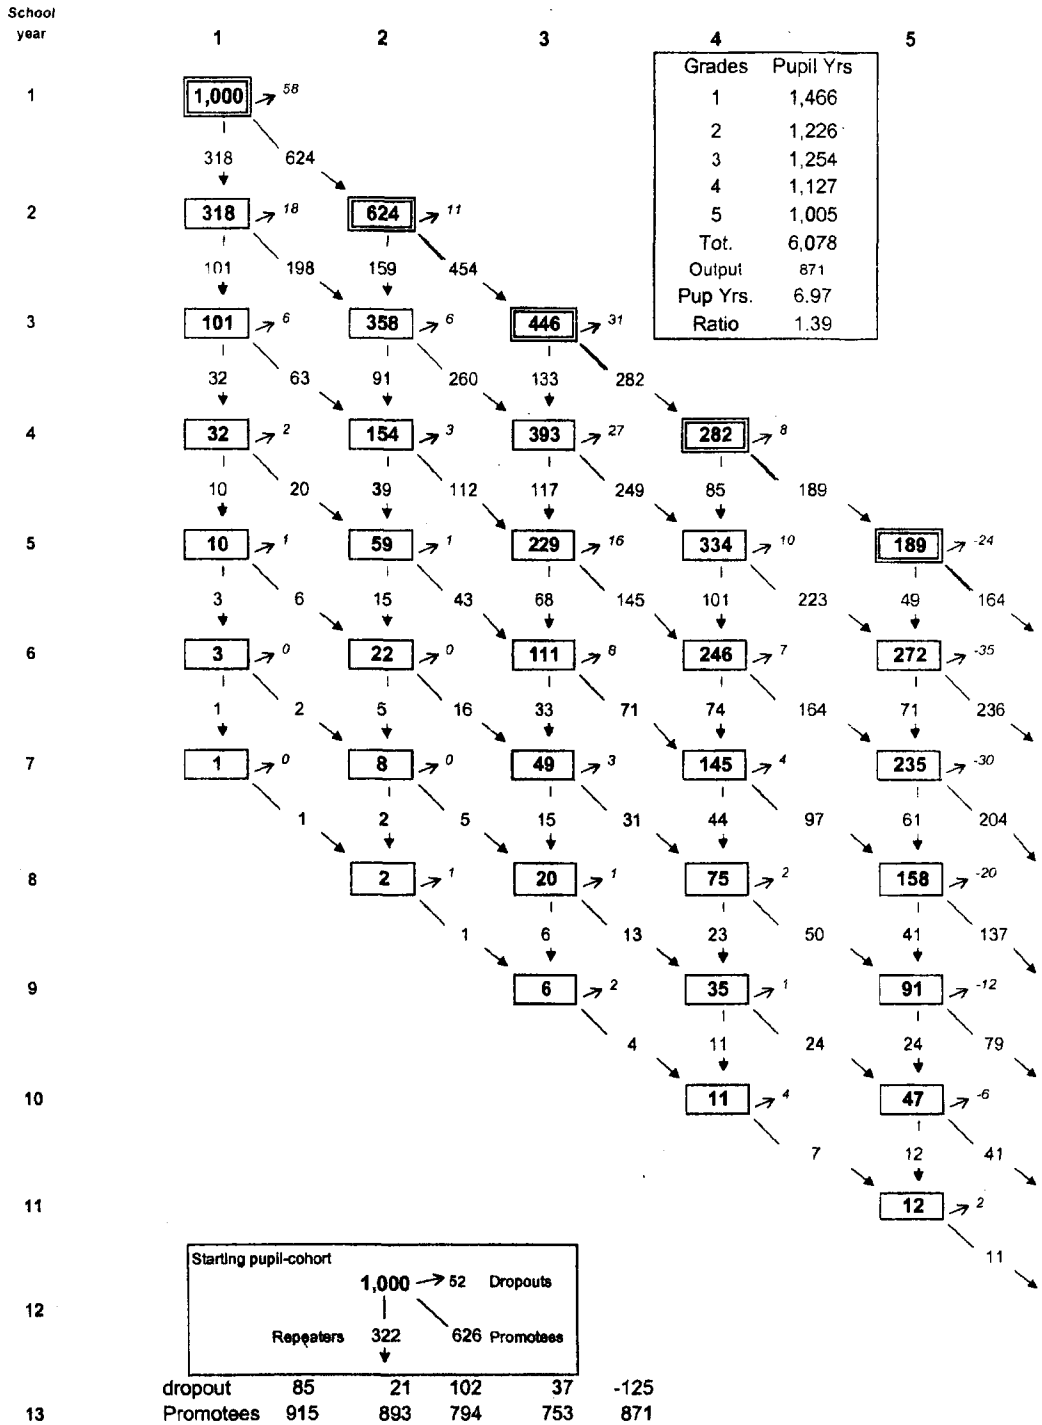 School
year 1 2 3 4 5
Grades Pupil Yrs
1 1,000 58 1 1,466
2 1,226
318 624 3 1,254
4 1,127
2 318 18 624 11 5 1,005
Tot. 6,078
101 198 159 454 Output 871
Pup Yrs. 6.97
3 101 6 358 6 446 31 Ratio 1.39
32 63 91 260 133 282
4 32 2 154 3 393 27 282 8
10 20 39 112 117 249 85 189
5 10 1 59 1 229 16 334 10 189 -24
3 6 15 43 68 145 101 223 49 164
6 3 0 22 0 111 8 246 7 272 -35
1 2 5 16 33 71 74 164 71 236
7 1 0 8 0 49 3 145 4 235 -30
1 2 5 15 31 44 97 61 204
8 2 1 20 1 75 2 158 -20
1 6 13 23 50 41 137
9 6 2 35 1 91 -12
4 11 24 24 79
10 11 4 47 -6
7 12 41
11 12 2
11
Starting pupil-cohort
1,000 52 Dropouts
12
Repeaters 322 626 Promotees
dropout 85 21 102 37 -125
13 Promotees 915 893 794 753 871